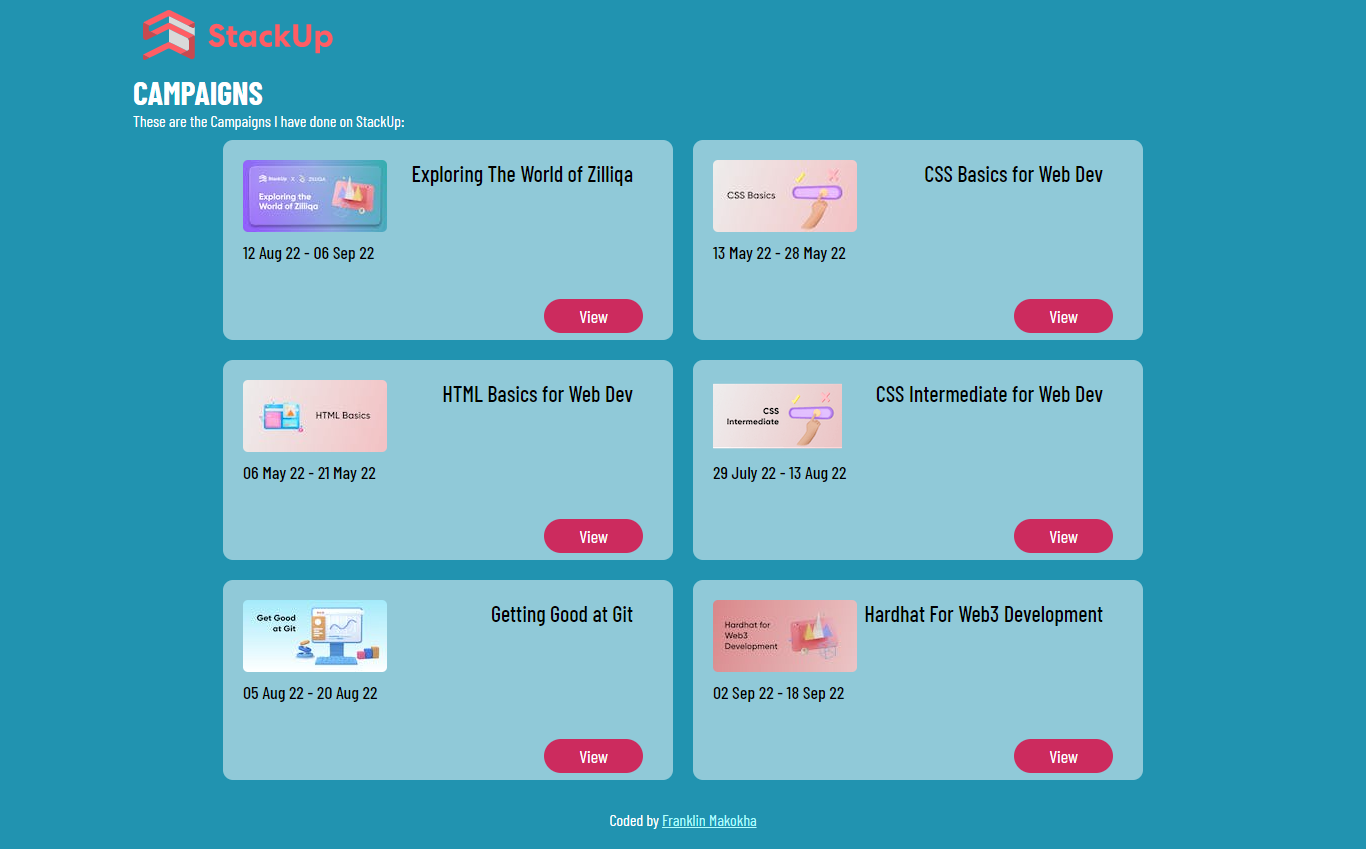 StackUp
CAMPAIGNS
These are the Campaigns I have done on StackUp:
StackUp X ZILLIQA
Exploring the
World of Zilliqa
Exploring The World of Zilliqa
12 Aug 22 - 06 Sep 22
View
CSS Basics
CSS Basics for Web Dev
13 May 22 - 28 May 22
View
HTML Basics
HTML Basics for Web Dev
06 May 22 - 21 May 22
View
CSS
Intermediate
CSS Intermediate for Web Dev
29 July 22 - 13 Aug 22
View
Get Good
at Git
Getting Good at Git
05 Aug 22 - 20 Aug 22
View
Hardhat for
Web3
Development
Hardhat For Web3 Development
02 Sep 22 - 18 Sep 22
View
Coded by Franklin Makokha